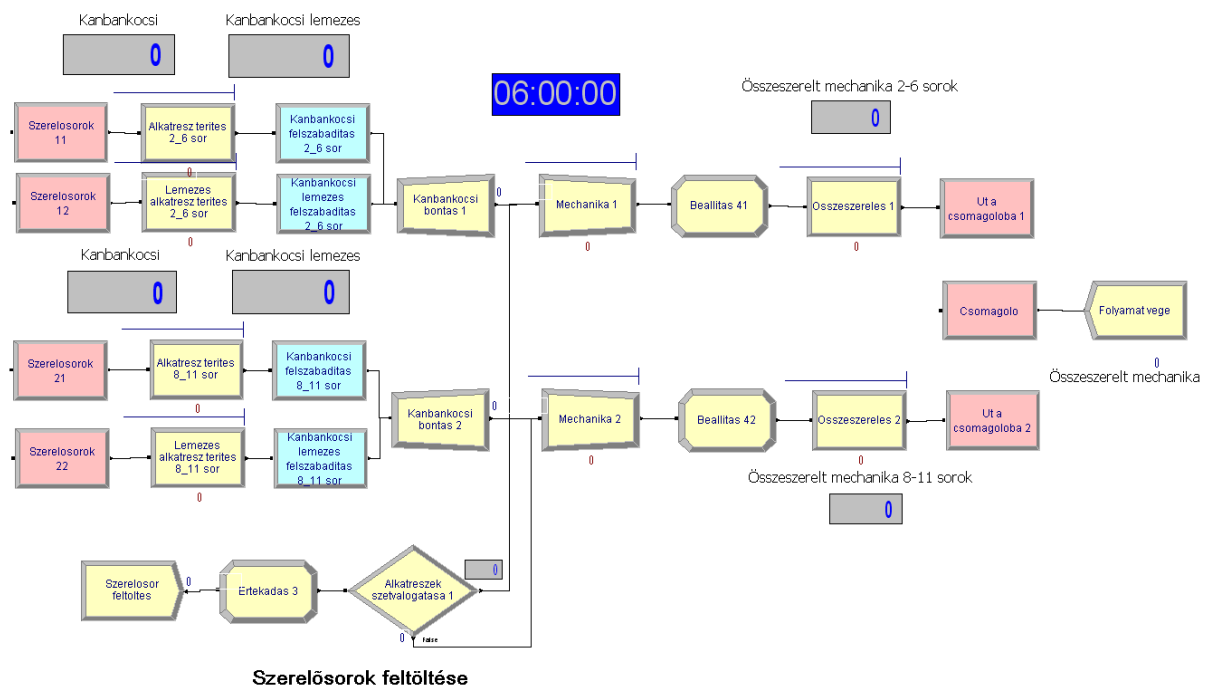 Kanbankocsi
Kanbankocsi lemezes
0
0
06:00:00
Összeszerelt mechanika 2-6 sorok
0
Szerelosorok
11
Alkatresz terites
2_6 sor
0
Kanbankocsi
felszabaditas
2_6 sor
Szerelosorok
12
Lemezes
alkatresz terites
2_6 sor
0
Kanbankocsi
lemezes
felszabaditas
2_6 sor
Kanbankocsi
bontas 1
0
Mechanika 1
0
Beallitas 41
Osszeszereles 1
0
Ut a
csomagoloba 1
Kanbankocsi
Kanbankocsi lemezes
0
0
Csomagolo
Folyamat vege
0
Összeszerelt mechanika
Szerelosorok
21
Alkatresz terites
8_11 sor
0
Kanbankocsi
felszabaditas
8_11 sor
Szerelosorok
22
Lemezes
alkatresz terites
8_11 sor
0
Kanbankocsi
lemezes
felszabaditas
8_11 sor
Kanbankocsi
bontas 2
0
Mechanika 2
0
Beallitas 42
Osszeszereles 2
0
Ut a
csomagoloba 2
Összeszerelt mechanika 8-11 sorok
0
Szerelosor
feltoltes
0
Ertekadas 3
Alkatreszek
szetvalogatasa 1
0
0
False
Szerelõsorok feltöltése